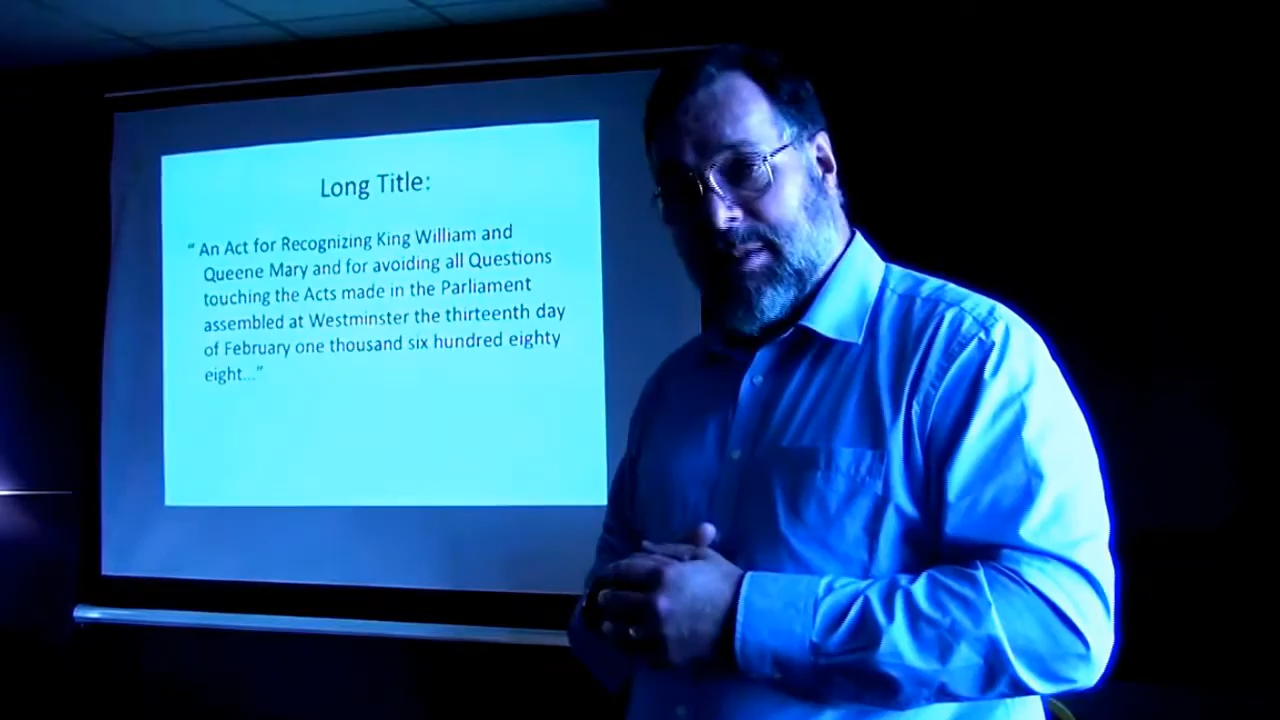 Long Title:
“ An Act for Recognizing King William and
Queene Mary and for avoiding all Questions
touching the Acts made in the Parliament
assembled at Westminster the thirteenth day
of February one thousand six hundred eighty
eight...”